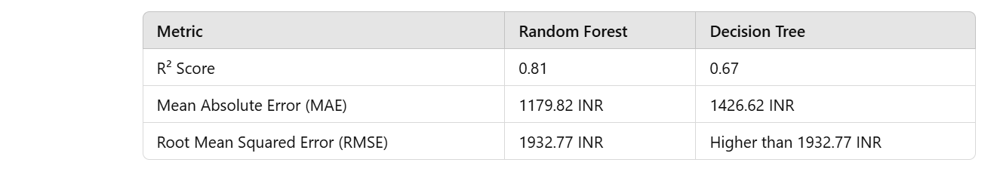 Metric Random Forest Decision Tree
R² Score 0.81 0.67
Mean Absolute Error (MAE) 1179.82 INR 1426.62 INR
Root Mean Squared Error (RMSE) 1932.77 INR Higher than 1932.77 INR